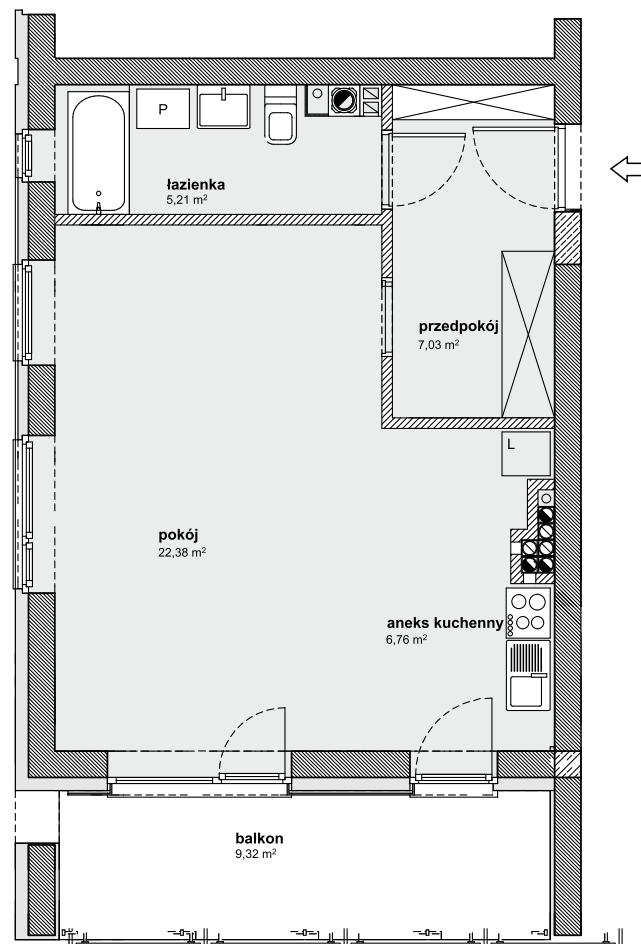 P
łazienka
5,21 m²
przedpokój
7,03 m²
L
pokój
22,38 m²
aneks kuchenny
6,76 m²
balkon
9,32 m²